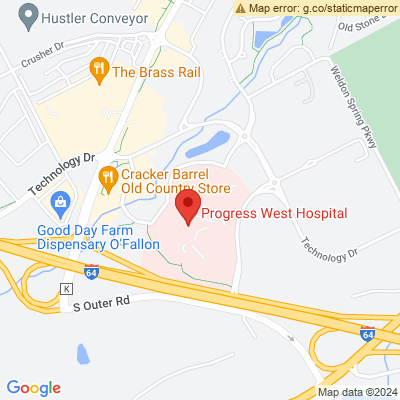 Map error: g.co/staticmaperror
Hustler Conveyor
Old Stone
Crusher Dr
The Brass Rail
Weldon Spring Pkwy
Technology Dr
Cracker Barrel
Old Country Store
Progress West Hospital
Good Day Farm
Dispensary O'Fallon
Technology Dr
64
K
S Outer Rd
64
Google
Map data ©2024